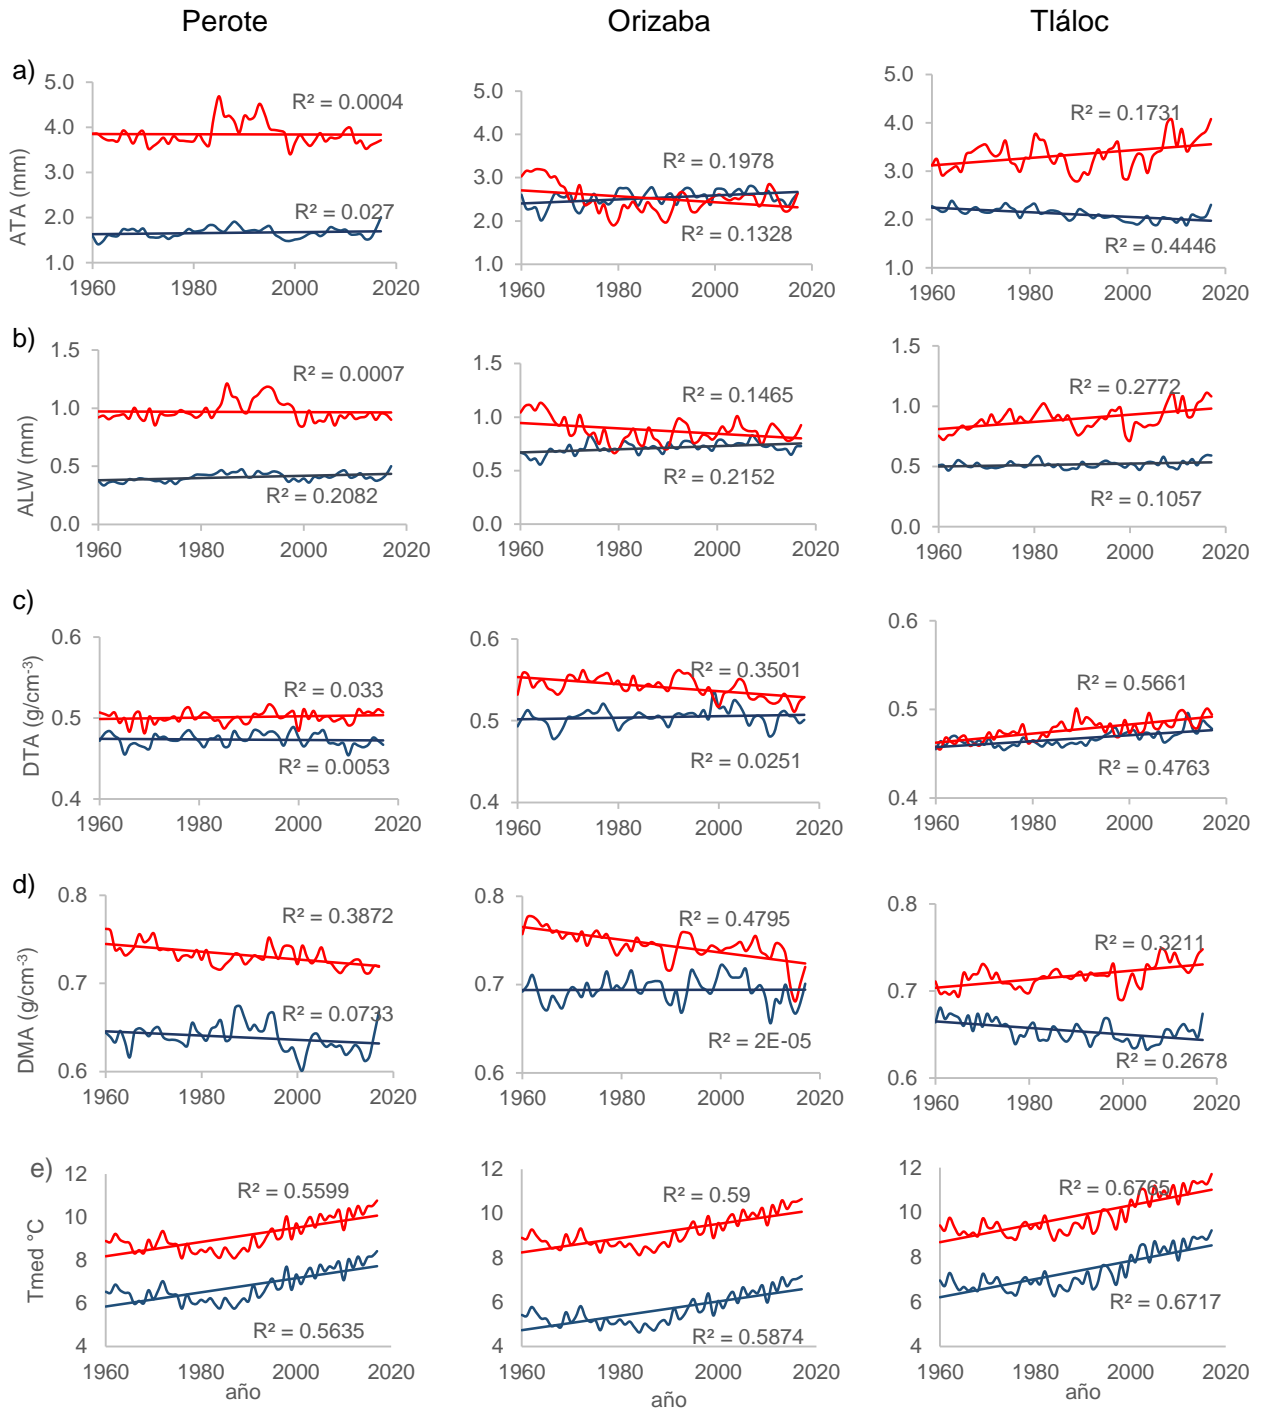 Perote Orizaba Tláloc
a)
ATA (mm)
5.0
4.0
3.0
2.0
1.0
R² = 0.0004
R² = 0.027
1960 1980 2000 2020
5.0
4.0
3.0
2.0
1.0
R² = 0.1978
R² = 0.1328
1960 1980 2000 2020
5.0
4.0
3.0
2.0
1.0
R² = 0.1731
R² = 0.4446
1960 1980 2000 2020
b)
ALW (mm)
1.5
1.0
0.5
0.0
R² = 0.0007
R² = 0.2082
1960 1980 2000 2020
1.5
1.0
0.5
0.0
R² = 0.1465
R² = 0.2152
1960 1980 2000 2020
1.5
1.0
0.5
0.0
R² = 0.2772
R² = 0.1057
1960 1980 2000 2020
c)
DTA (g/cm⁻³)
0.6
0.5
0.4
R² = 0.033
R² = 0.0053
1960 1980 2000 2020
0.6
0.5
0.4
R² = 0.3501
R² = 0.0251
1960 1980 2000 2020
0.6
0.5
0.4
R² = 0.5661
R² = 0.4763
1960 1980 2000 2020
d)
DMA (g/cm⁻³)
0.8
0.7
0.6
R² = 0.3872
R² = 0.0733
1960 1980 2000 2020
0.8
0.7
0.6
R² = 0.4795
R² = 2E-05
1960 1980 2000 2020
0.8
0.7
0.6
R² = 0.3211
R² = 0.2678
1960 1980 2000 2020
e)
Tmed °C
12
10
8
6
4
R² = 0.5599
R² = 0.5635
1960 1980 2000 2020
año
12
10
8
6
4
R² = 0.59
R² = 0.5874
1960 1980 2000 2020
año
12
10
8
6
4
R² = 0.6765
R² = 0.6717
1960 1980 2000 2020
año